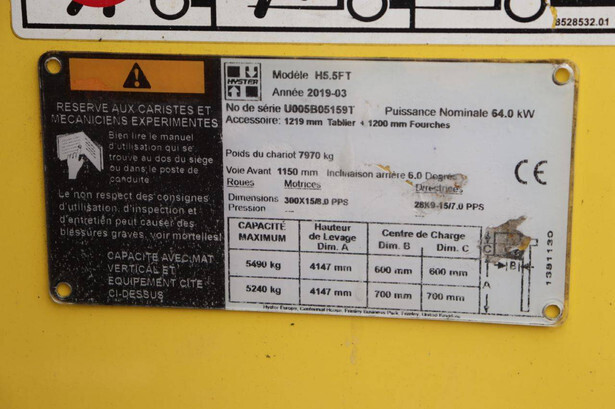 8528532.01
HYSTER
Modèle H5.5FT
Année 2019-03
No de série U005B05159T Puissance Nominale 64.0 kW
Accessoire: 1219 mm Tablier + 1200 mm Fourches
Poids du chariot 7970 kg
Voie Avant 1150 mm Inclinaison arrière 6.0 Degrés
Roues Motrices Directrices
Dimensions 300X15/8.0 PPS 28X9-15/7.0 PPS
Pression
CE
RESERVE AUX CARISTES ET
MECANICIENS EXPERIMENTES
Bien lire le manuel
d'utilisation qui se
trouve au dos du siège
ou dans le poste de
conduite
Le non respect des consignes
d'utilisation, d'inspection et
d'entretien peut causer des
blessures graves, voir mortelles!
CAPACITE AVEC MAT
VERTICAL ET
EQUIPEMENT CITE
CI-DESSUS
CAPACITÉ MAXIMUM Hauteur de Levage Dim. A Centre de Charge Dim. B Dim. C
5490 kg 4147 mm 600 mm 600 mm
5240 kg 4147 mm 700 mm 700 mm
C
B
A
1381130